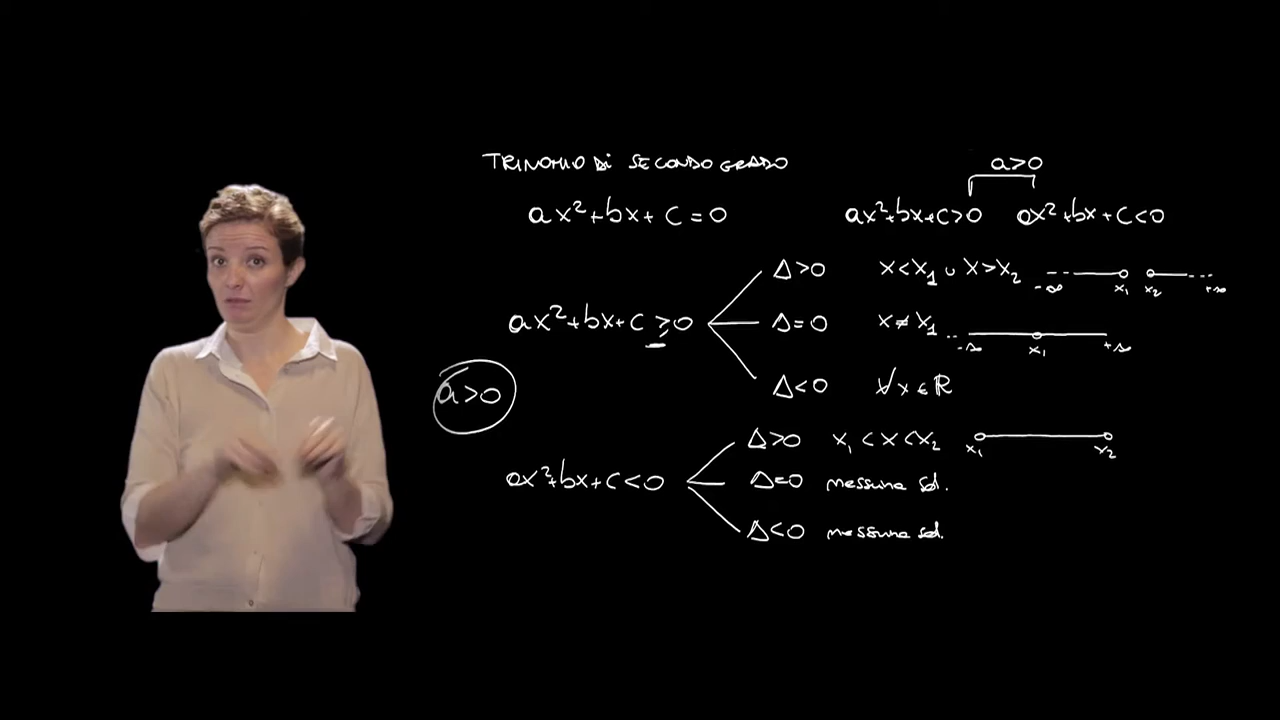 TRINOMIO DI SECONDO GRADO
a>0
ax²+bx+c=0
ax²+bx+c>0 ax²+bx+c<0
Δ>0 x<x₁ ∪ x>x₂ -∞ x₁ x₂ +∞
ax²+bx+c≥0 Δ=0 x≠x₁ -∞ x₁ +∞
Δ<0 ∀x∈ℝ
a>0
Δ>0 x₁<x<x₂ x₁ x₂
ax²+bx+c<0 Δ=0 nessuna sol.
Δ<0 nessuna sol.